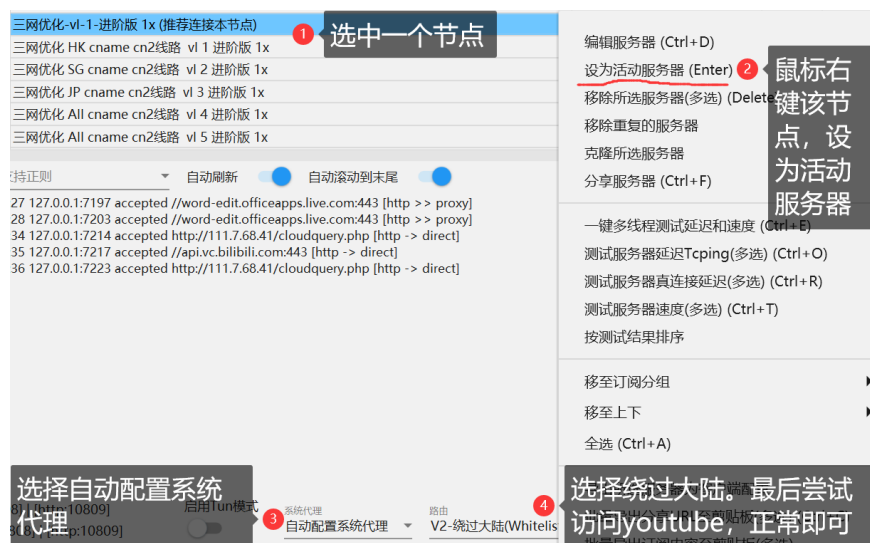 三网优化-vl-1-进阶版 1x (推荐连接本节点)
三网优化 HK cname cn2线路 vl 1 进阶版 1x
三网优化 SG cname cn2线路 vl 2 进阶版 1x
三网优化 JP cname cn2线路 vl 3 进阶版 1x
三网优化 All cname cn2线路 vl 4 进阶版 1x
三网优化 All cname cn2线路 vl 5 进阶版 1x
1 选中一个节点
持正则
自动刷新
自动滚动到末尾
27 127.0.0.1:7197 accepted //word-edit.officeapps.live.com:443 [http >> proxy]
28 127.0.0.1:7203 accepted //word-edit.officeapps.live.com:443 [http >> proxy]
34 127.0.0.1:7214 accepted http://111.7.68.41/cloudquery.php [http -> direct]
35 127.0.0.1:7217 accepted //api.vc.bilibili.com:443 [http -> direct]
36 127.0.0.1:7223 accepted http://111.7.68.41/cloudquery.php [http -> direct]
编辑服务器 (Ctrl+D)
设为活动服务器 (Enter)
移除所选服务器(多选) (Delete
移除重复的服务器
克隆所选服务器
分享服务器 (Ctrl+F)
2 鼠标右
键该节
点，设
为活动
服务器
一键多线程测试延迟和速度 (Ctrl+E)
测试服务器延迟Tcping(多选) (Ctrl+O)
测试服务器真连接延迟(多选) (Ctrl+R)
测试服务器速度(多选) (Ctrl+T)
按测试结果排序
移至订阅分组
移至上下
全选 (Ctrl+A)
选择自动配置系统
代理
[http:10809]
[http:10809]
启用Tun模式
3
系统代理
自动配置系统代理
路由
V2-绕过大陆(Whitelis
4 选择绕过大陆。最后尝试
访问youtube，正常即可